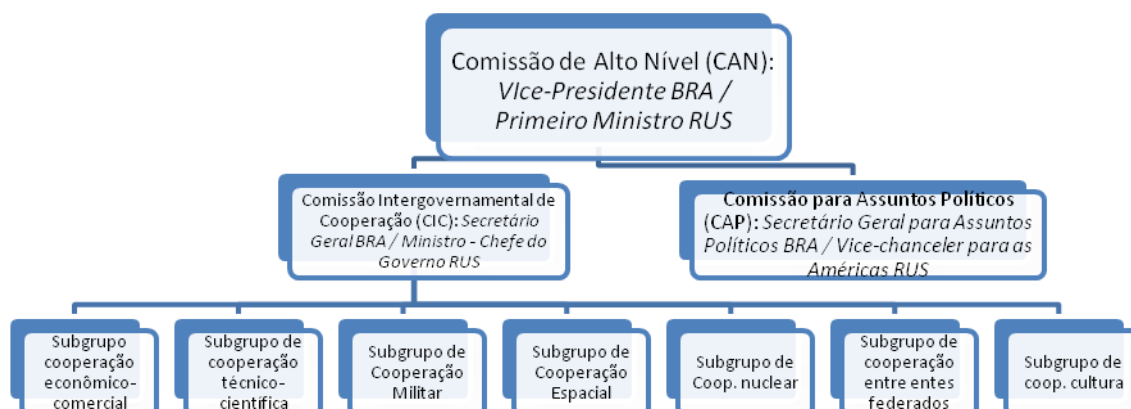 Comissão de Alto Nível (CAN):
VIce-Presidente BRA /
Primeiro Ministro RUS
Comissão Intergovernamental de
Cooperação (CIC): Secretário
Geral BRA / Ministro - Chefe do
Governo RUS
Comissão para Assuntos Políticos
(CAP): Secretário Geral para Assuntos
Políticos BRA / Vice-chanceler para as
Américas RUS
Subgrupo
cooperação
econômico-
comercial
Subgrupo de
cooperação
técnico-
científica
Subgrupo de
Cooperação
Militar
Subgrupo de
Cooperação
Espacial
Subgrupo de
Coop. nuclear
Subgrupo de
cooperação
entre entes
federados
Subgrupo de
coop. cultura